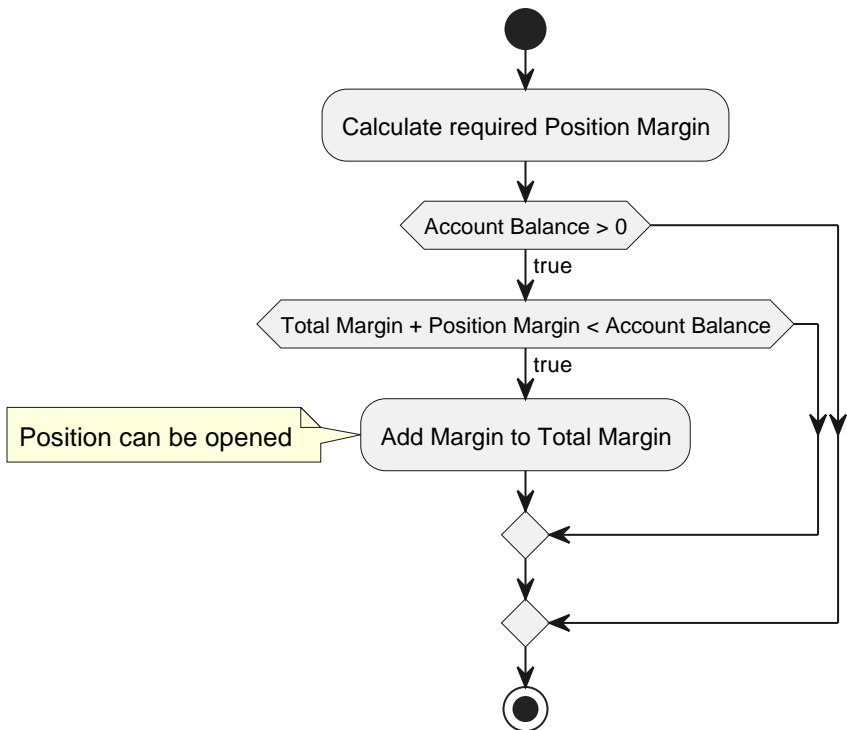 Calculate required Position Margin
Account Balance > 0
true
Total Margin + Position Margin < Account Balance
true
Position can be opened
Add Margin to Total Margin